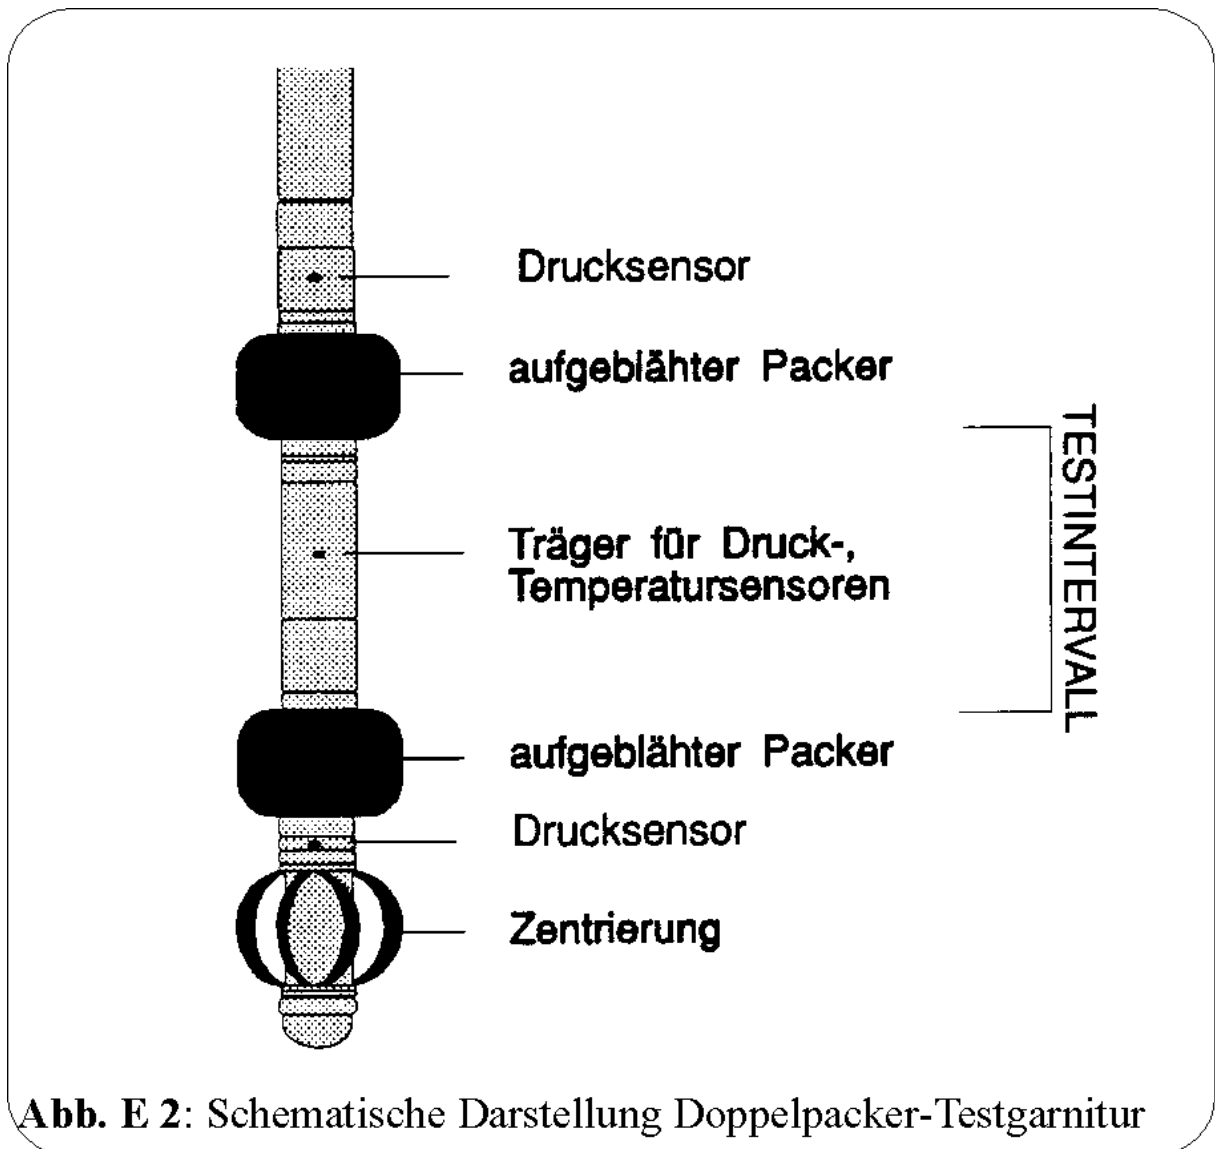 Drucksensor
aufgeblähter Packer
Träger für Druck-,
Temperatursensoren
TESTINTERVALL
aufgeblähter Packer
Drucksensor
Zentrierung
Abb. E 2: Schematische Darstellung Doppelpacker-Testgarnitur